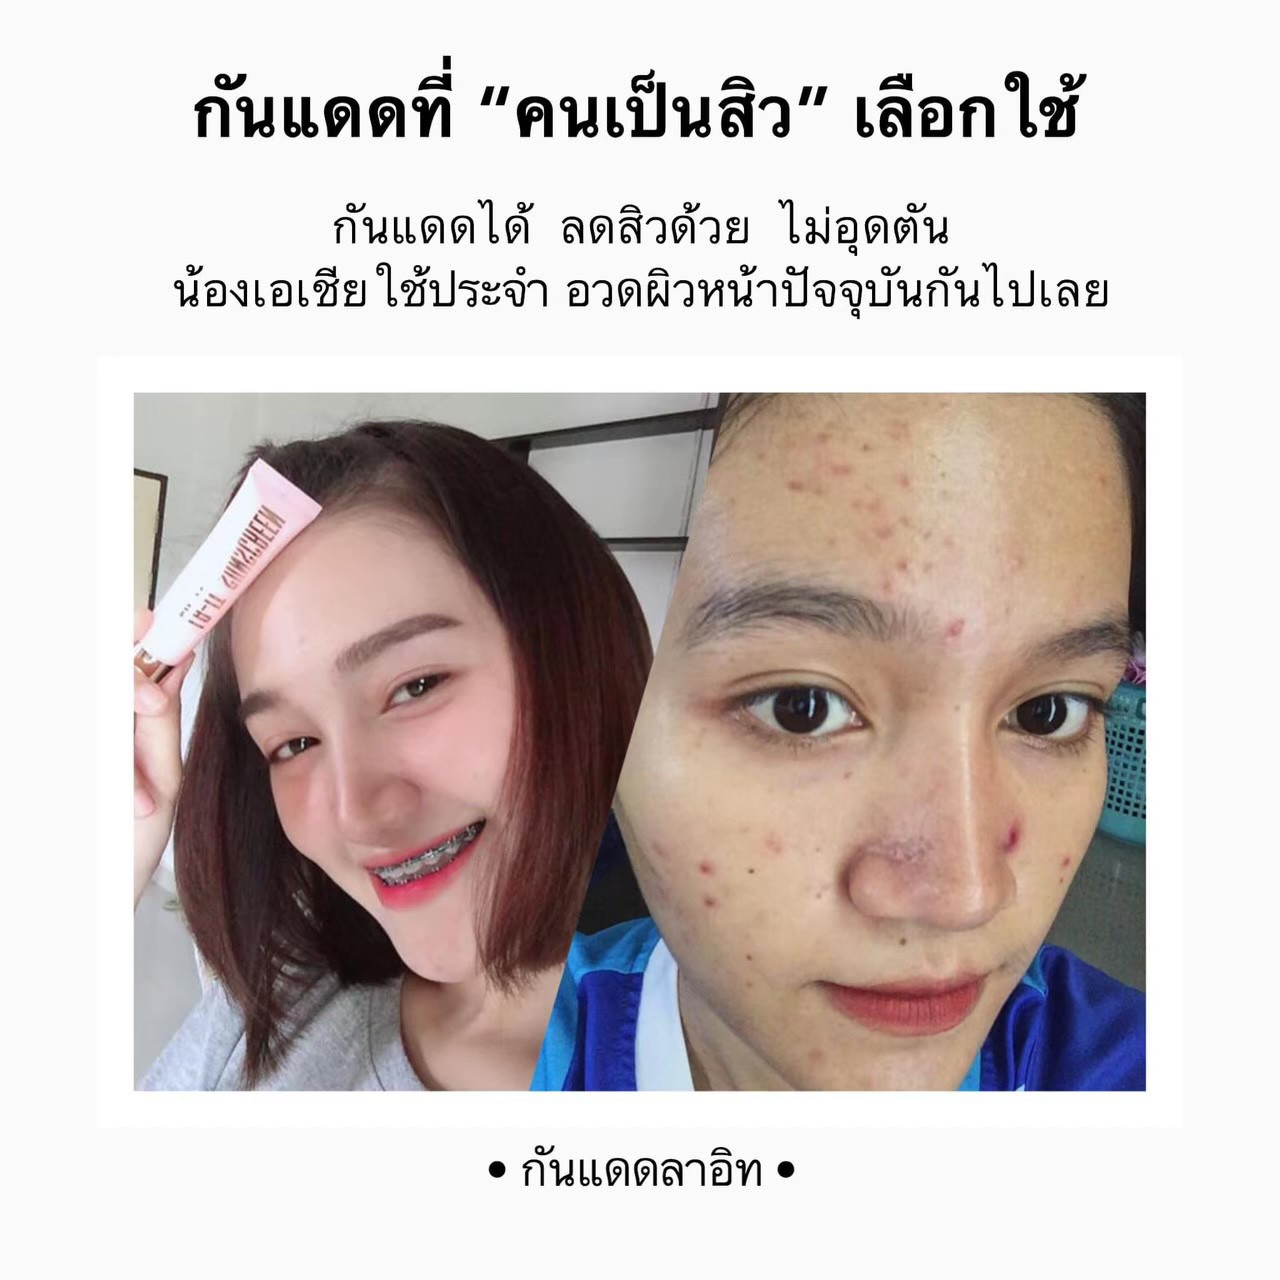 กันแดดที่ “คนเป็นสิว” เลือกใช้
กันแดดได้ ลดสิวด้วย ไม่อุดตัน
น้องเอเชีย ใช้ประจำ อวดผิวหน้าปัจจุบันกันไปเลย
LA-IT SUNSCREEN
• กันแดดลาอิท •